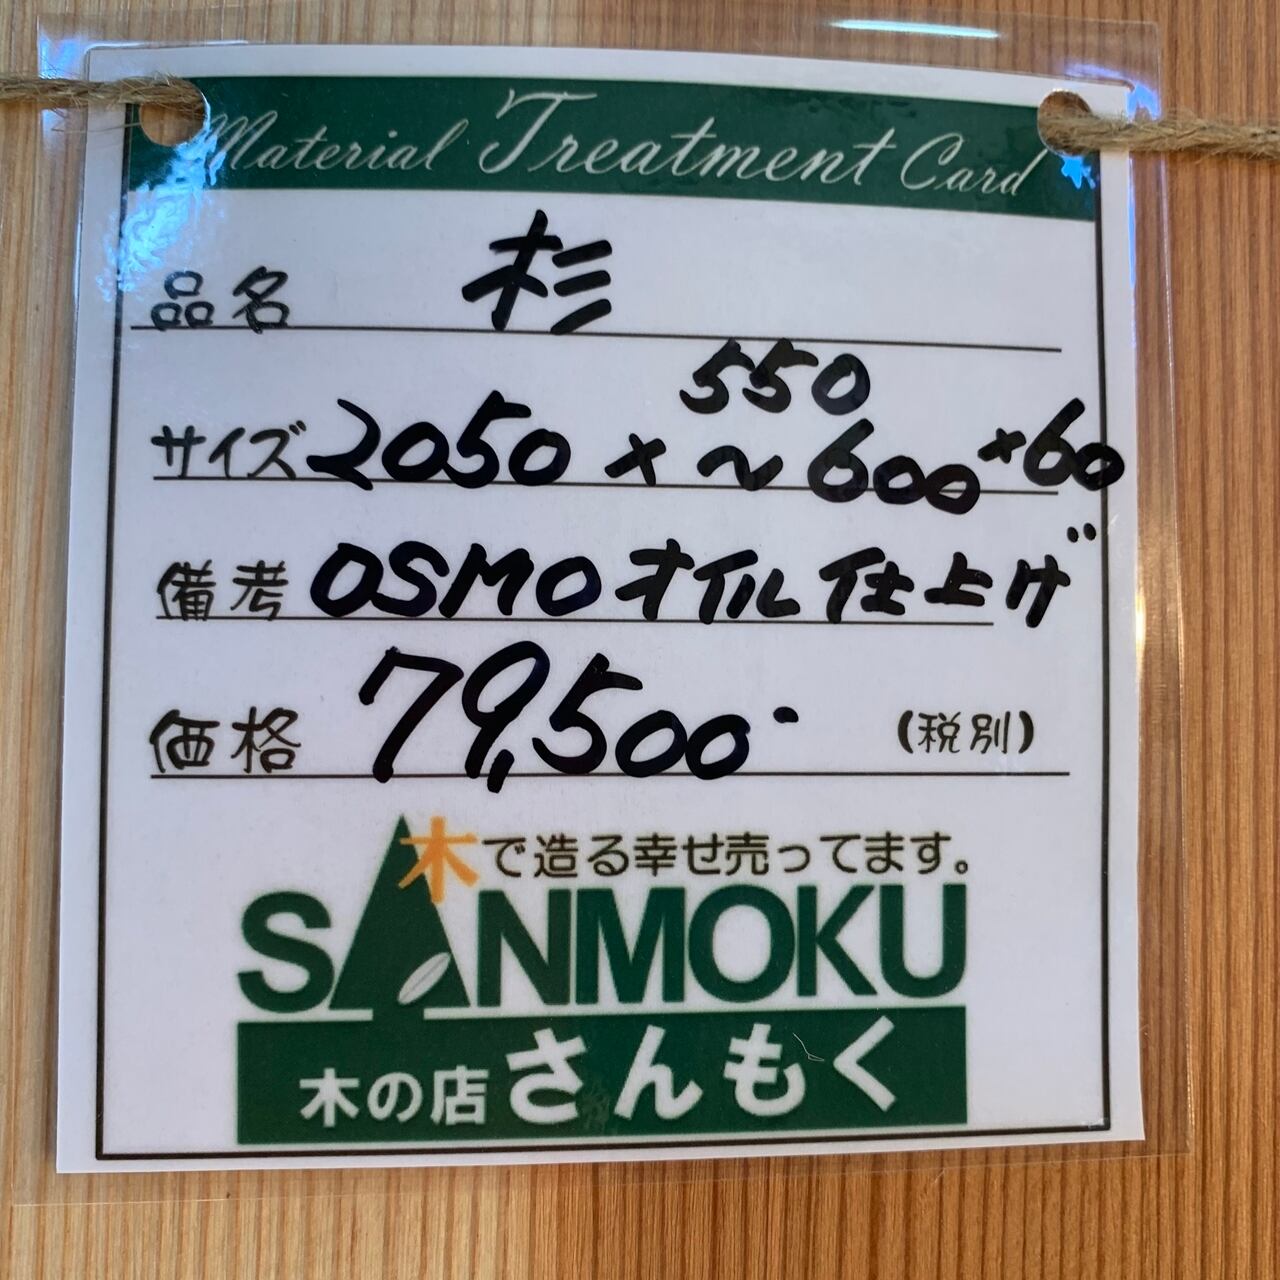 Material Treatment Card
品名 杉
サイズ 2050 × 550 ~ 600 × 60
備考 OSMOオイル仕上げ
価格 79,500- (税別)
木で造る幸せ売ってます。
SANMOKU
木の店さんもく